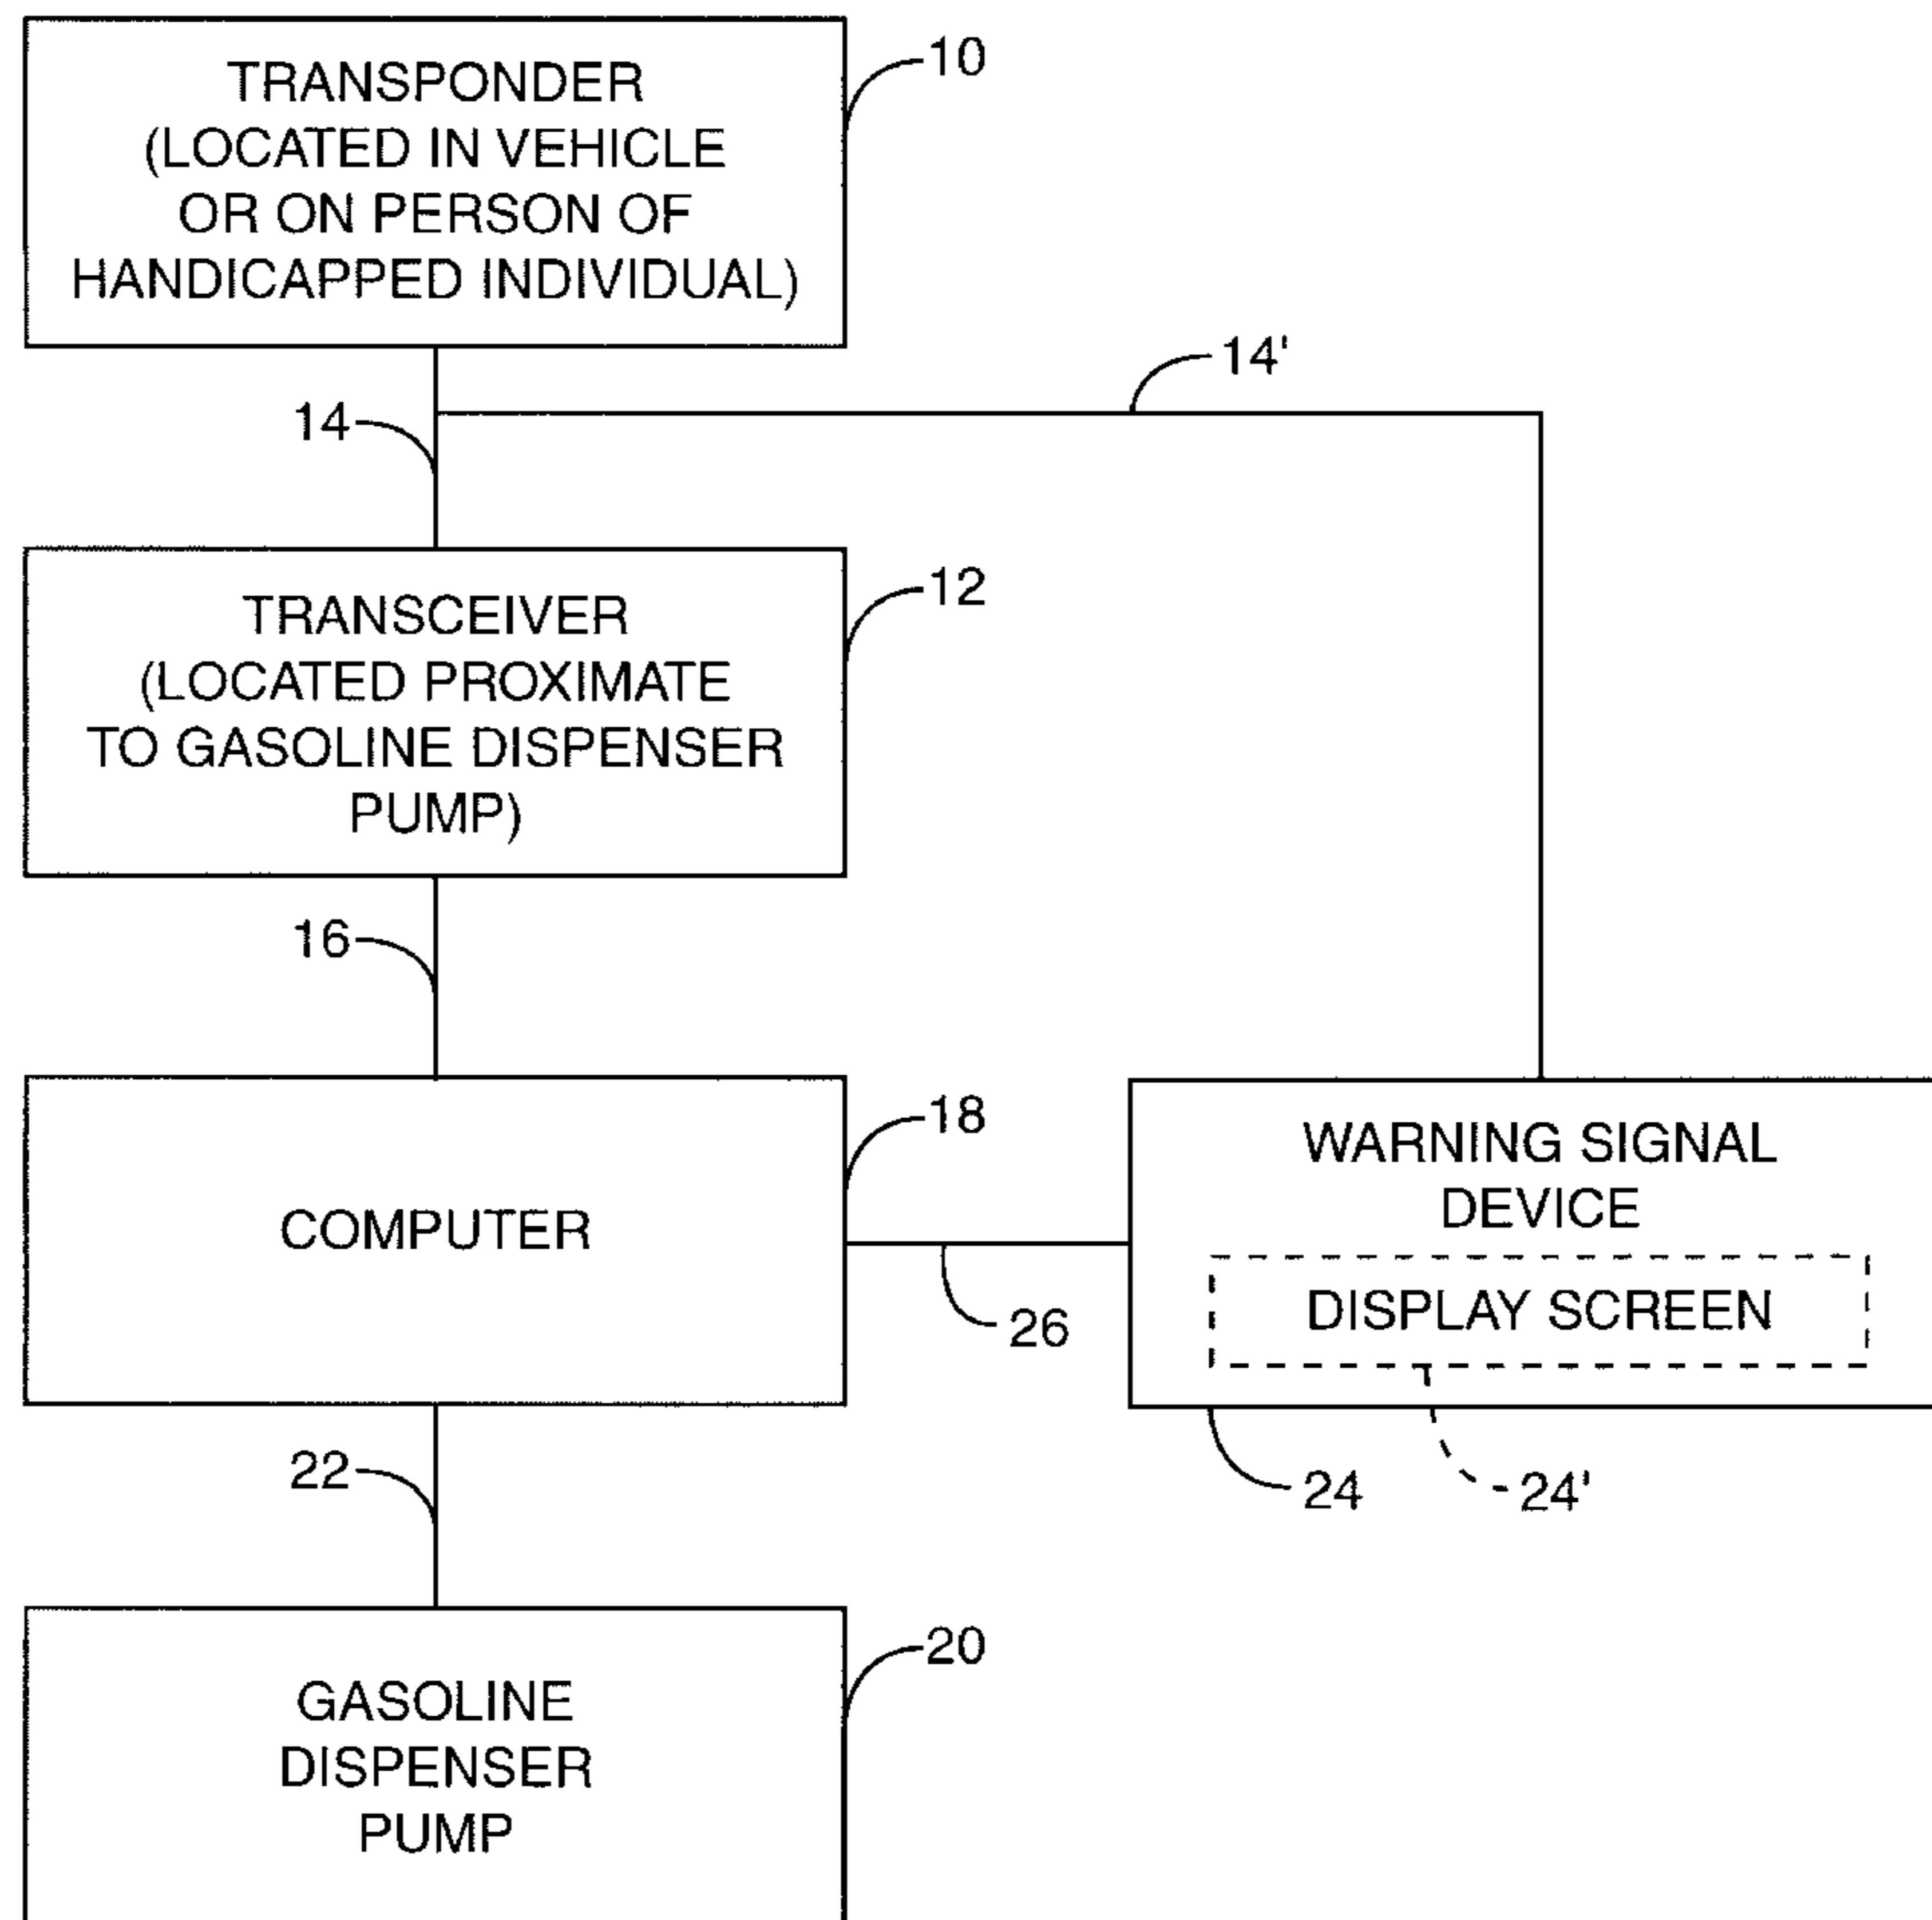 TRANSPONDER
(LOCATED IN VEHICLE
OR ON PERSON OF
HANDICAPPED INDIVIDUAL)
10
14'
14
TRANSCEIVER
(LOCATED PROXIMATE
TO GASOLINE DISPENSER
PUMP)
12
16
COMPUTER
18
26
WARNING SIGNAL
DEVICE
DISPLAY SCREEN
24
24'
22
GASOLINE
DISPENSER
PUMP
20